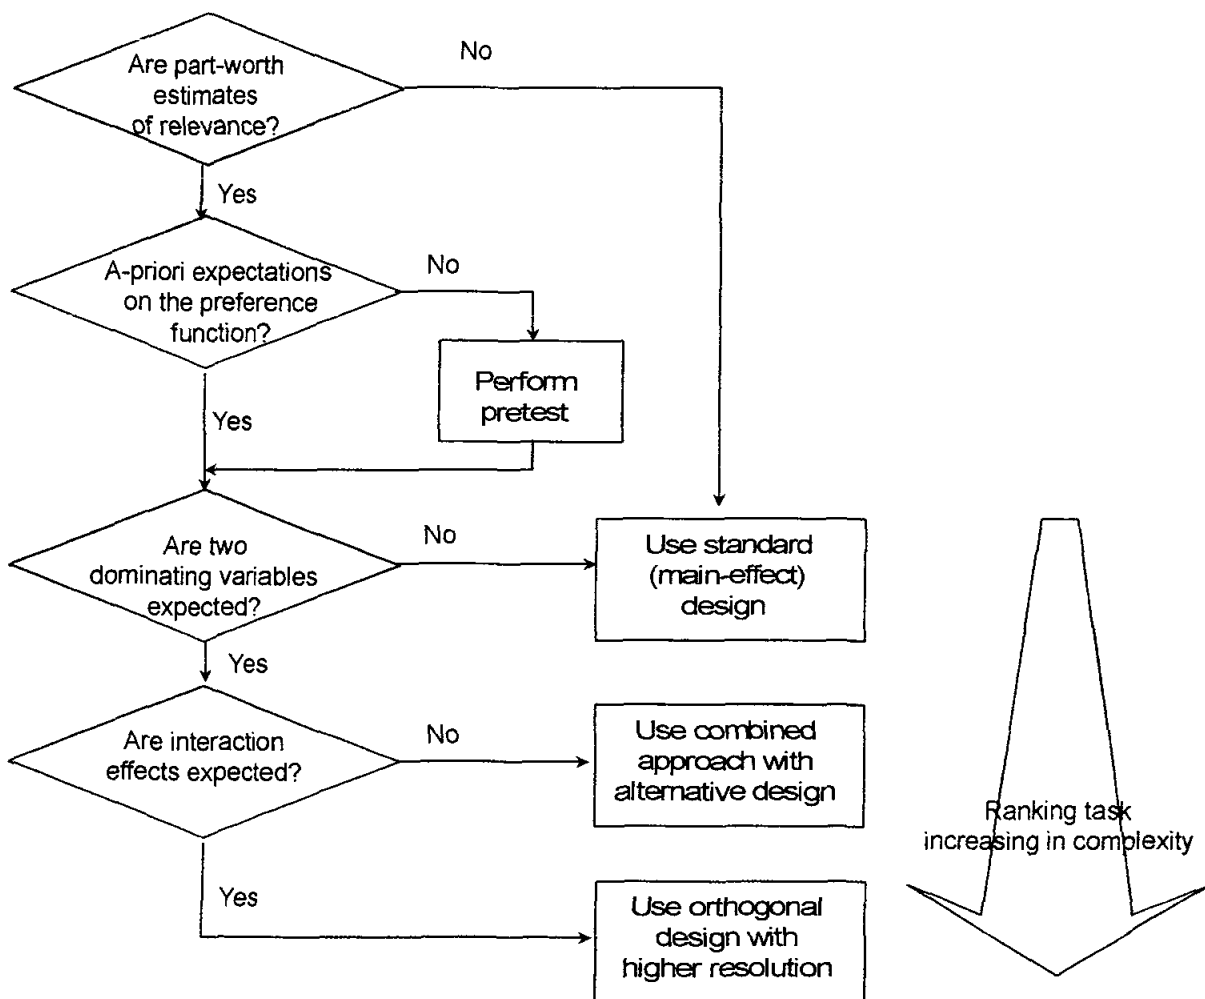 Are part-worth
estimates
of relevance?
No
Yes
A-priori expectations
on the preference
function?
No
Perform
pretest
Yes
Are two
dominating variables
expected?
No
Use standard
(main-effect)
design
Yes
Are interaction
effects expected?
No
Use combined
approach with
alternative design
Ranking task
increasing in complexity
Yes
Use orthogonal
design with
higher resolution